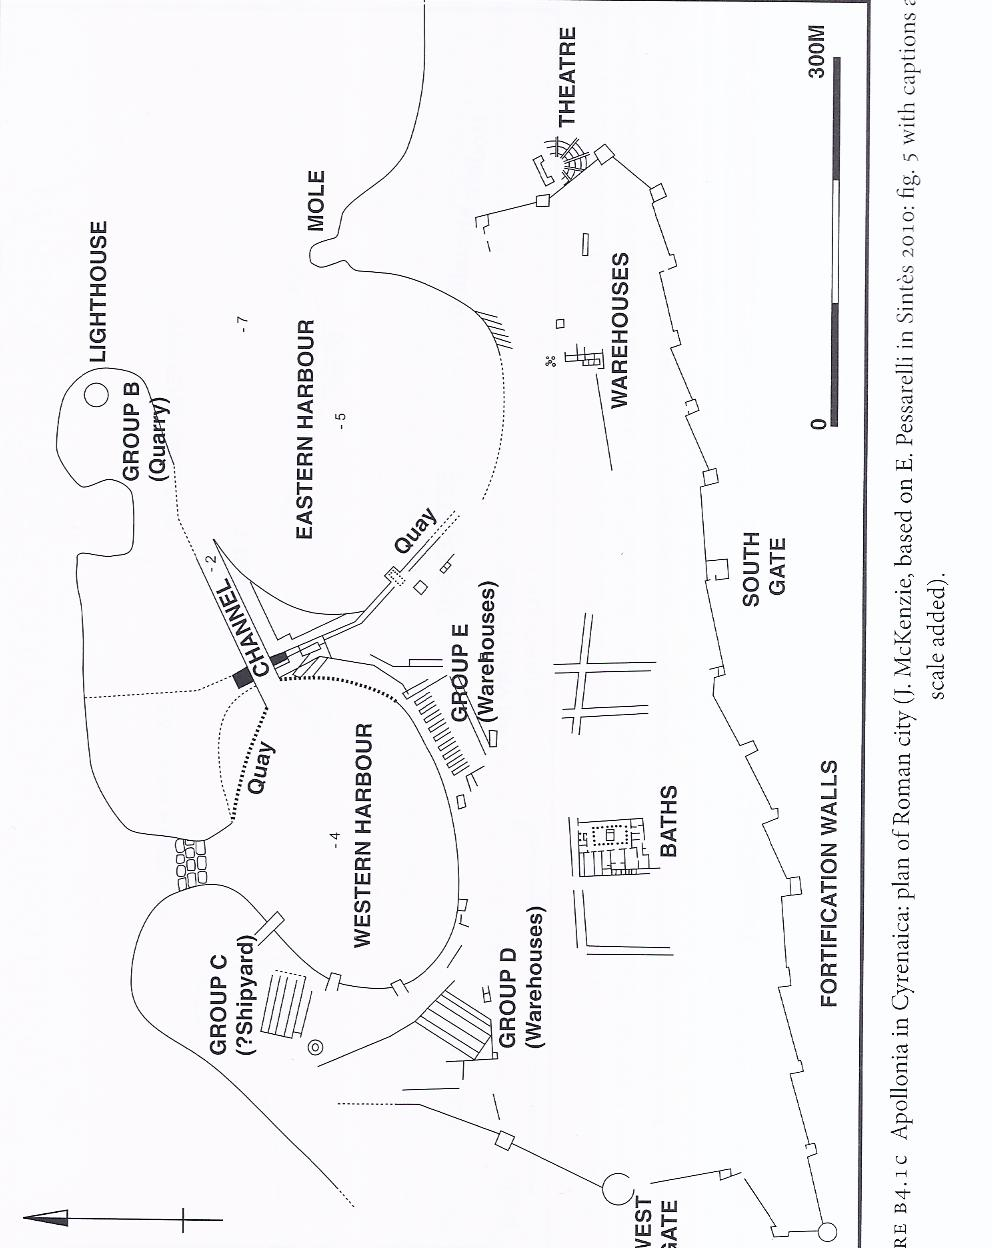 LIGHTHOUSE
GROUP B
(Quarry)
GROUP C
(?Shipyard)
- 2
CHANNEL
- 7
Quay
MOLE
EASTERN HARBOUR
- 5
- 4
WESTERN HARBOUR
Quay
GROUP E
(Warehouses)
GROUP D
(Warehouses)
THEATRE
WAREHOUSES
WEST
GATE
BATHS
SOUTH
GATE
FORTIFICATION WALLS
0
300M
RE B4.1C Apollonia in Cyrenaica: plan of Roman city (J. McKenzie, based on E. Pessarelli in Sintès 2010: fig. 5 with captions a
scale added).